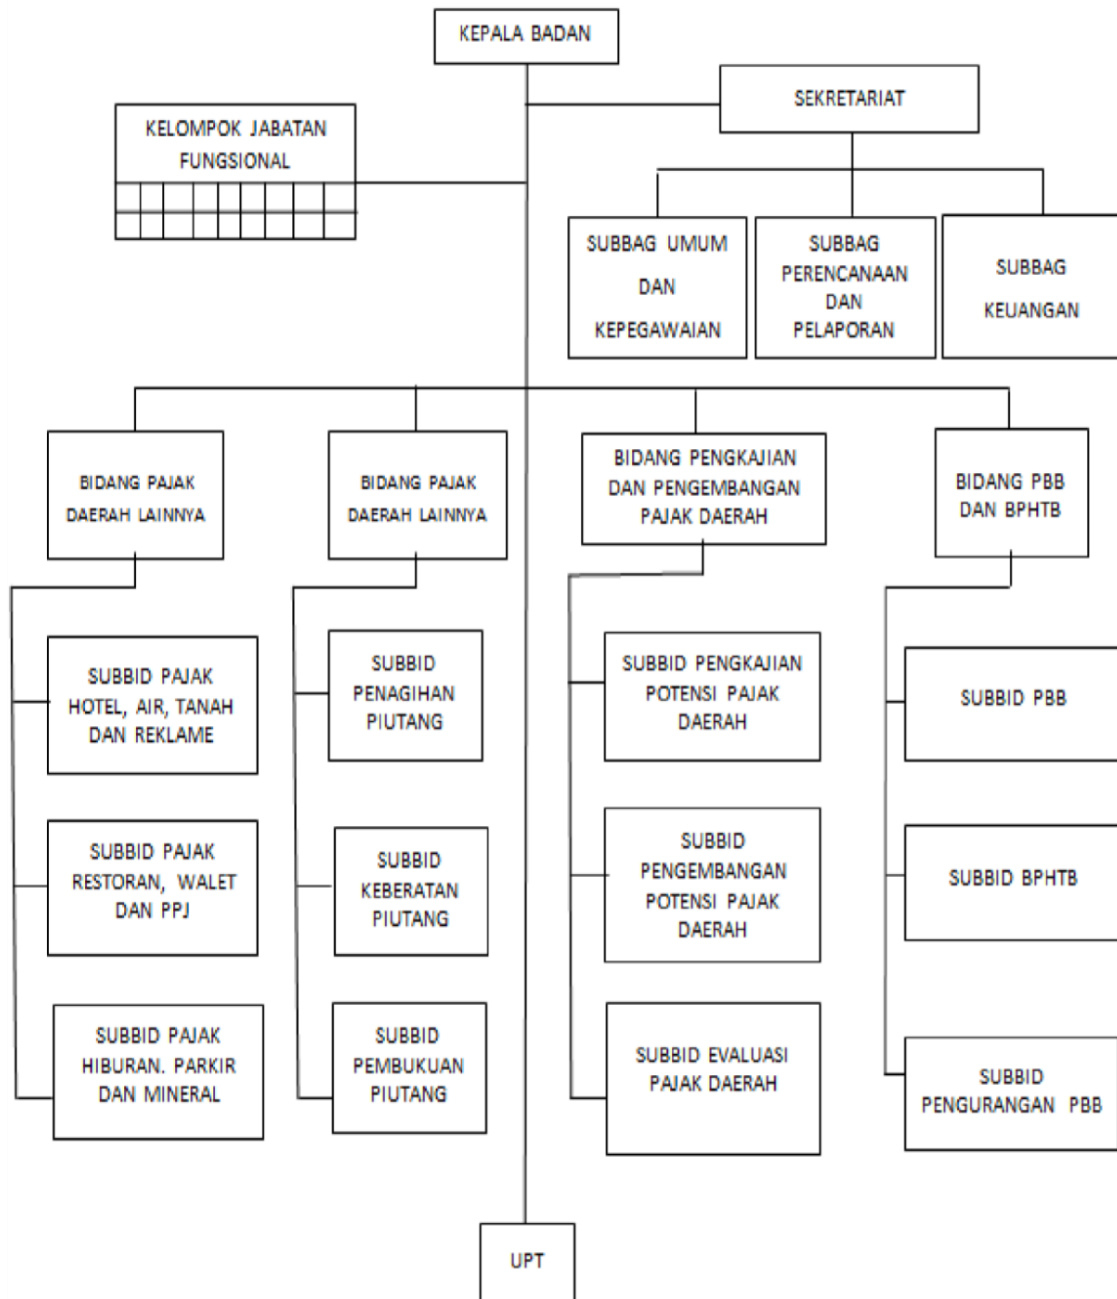 KEPALA BADAN
SEKRETARIAT
KELOMPOK JABATAN
FUNGSIONAL
SUBBAG UMUM
DAN
KEPEGAWAIAN
SUBBAG
PERENCANAAN
DAN
PELAPORAN
SUBBAG
KEUANGAN
BIDANG PAJAK
DAERAH LAINNYA
BIDANG PAJAK
DAERAH LAINNYA
BIDANG PENGKAJIAN
DAN PENGEMBANGAN
PAJAK DAERAH
BIDANG PBB
DAN BPHTB
SUBBID PAJAK
HOTEL, AIR, TANAH
DAN REKLAME
SUBBID
PENAGIHAN
PIUTANG
SUBBID PENGKAJIAN
POTENSI PAJAK
DAERAH
SUBBID PBB
SUBBID PAJAK
RESTORAN, WALET
DAN PPJ
SUBBID
KEBERATAN
PIUTANG
SUBBID
PENGEMBANGAN
POTENSI PAJAK
DAERAH
SUBBID BPHTB
SUBBID PAJAK
HIBURAN. PARKIR
DAN MINERAL
SUBBID
PEMBUKUAN
PIUTANG
SUBBID EVALUASI
PAJAK DAERAH
SUBBID
PENGURANGAN PBB
UPT